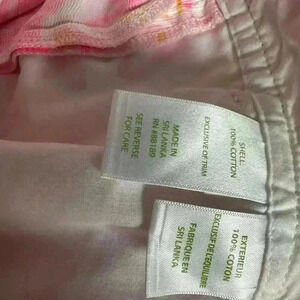 SHELL:
100% COTTON
EXCLUSIVE OF TRIM
MADE IN
SRI LANKA
RN #88189
SEE REVERSE
FOR CARE
EXTERIEUR
100% COTON
FABRIQUE EN
SRI LANKA